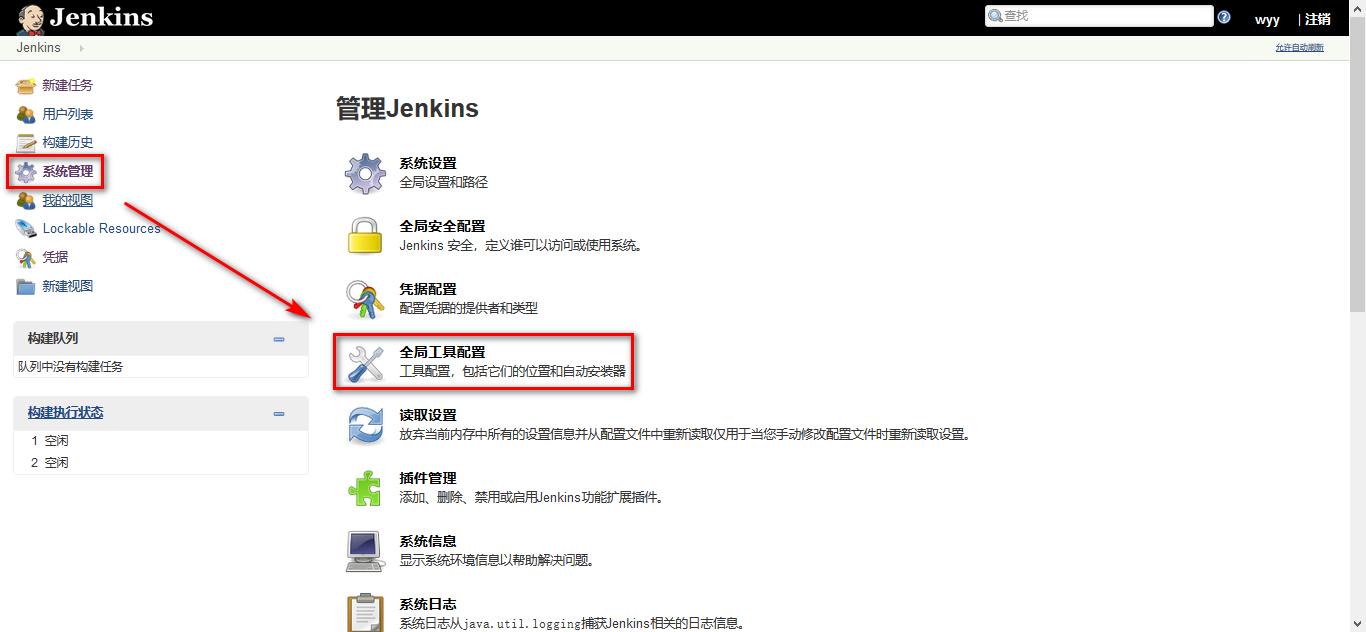 Jenkins
查找
wyy
| 注销
Jenkins
允许自动刷新
新建任务
用户列表
构建历史
系统管理
我的视图
Lockable Resources
凭据
新建视图
构建队列
队列中没有构建任务
构建执行状态
1 空闲
2 空闲
管理Jenkins
系统设置
全局设置和路径
全局安全配置
Jenkins 安全，定义谁可以访问或使用系统。
凭据配置
配置凭据的提供者和类型
全局工具配置
工具配置，包括它们的位置和自动安装器
读取设置
放弃当前内存中所有的设置信息并从配置文件中重新读取仅用于当您手动修改配置文件时重新读取设置。
插件管理
添加、删除、禁用或启用Jenkins功能扩展插件。
系统信息
显示系统环境信息以帮助解决问题。
系统日志
系统日志从java.util.logging捕获Jenkins相关的日志信息。